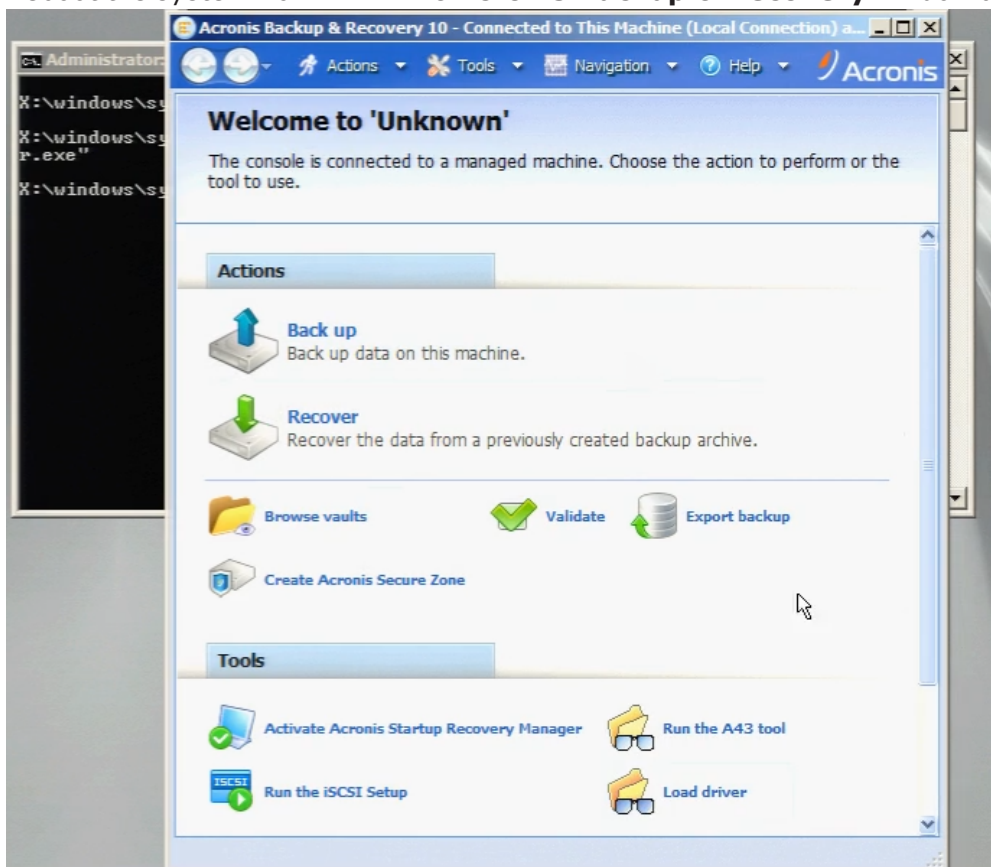 Acronis Backup & Recovery 10 - Connected to This Machine (Local Connection) a...
Administrator:
Actions Tools Navigation Help Acronis
X:\windows\sy
X:\windows\sy
r.exe"
X:\windows\sy
Welcome to 'Unknown'
The console is connected to a managed machine. Choose the action to perform or the
tool to use.
Actions
Back up
Back up data on this machine.
Recover
Recover the data from a previously created backup archive.
Browse vaults Validate Export backup
Create Acronis Secure Zone
Tools
Activate Acronis Startup Recovery Manager Run the A43 tool
ISCSI
Run the iSCSI Setup Load driver